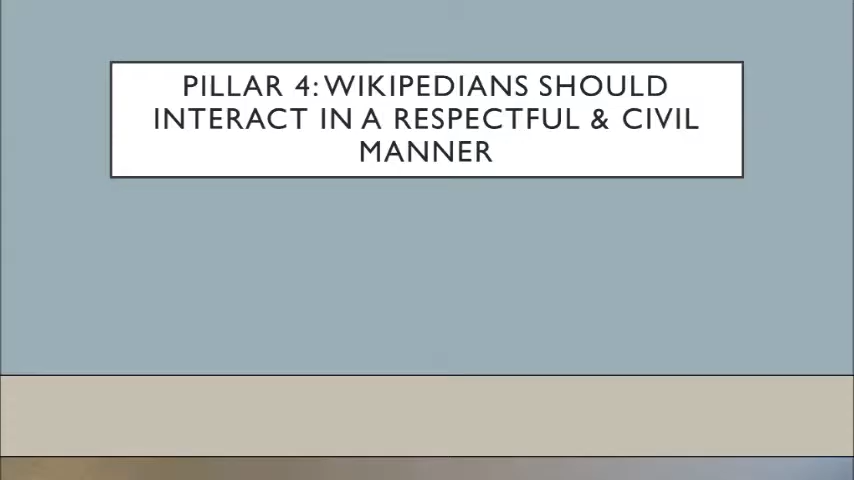 PILLAR 4: WIKIPEDIANS SHOULD
INTERACT IN A RESPECTFUL & CIVIL
MANNER